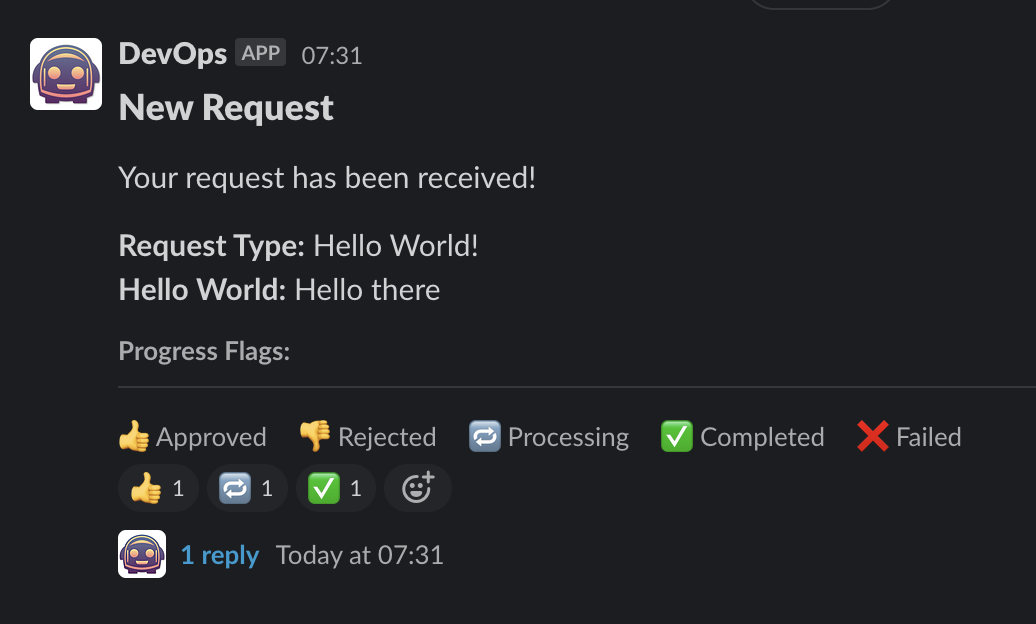 DevOps APP 07:31
New Request
Your request has been received!
Request Type: Hello World!
Hello World: Hello there
Progress Flags:
👍 Approved 👎 Rejected 🔁 Processing ✅ Completed ❌ Failed
👍 1 🔁 1 ✅ 1
1 reply Today at 07:31